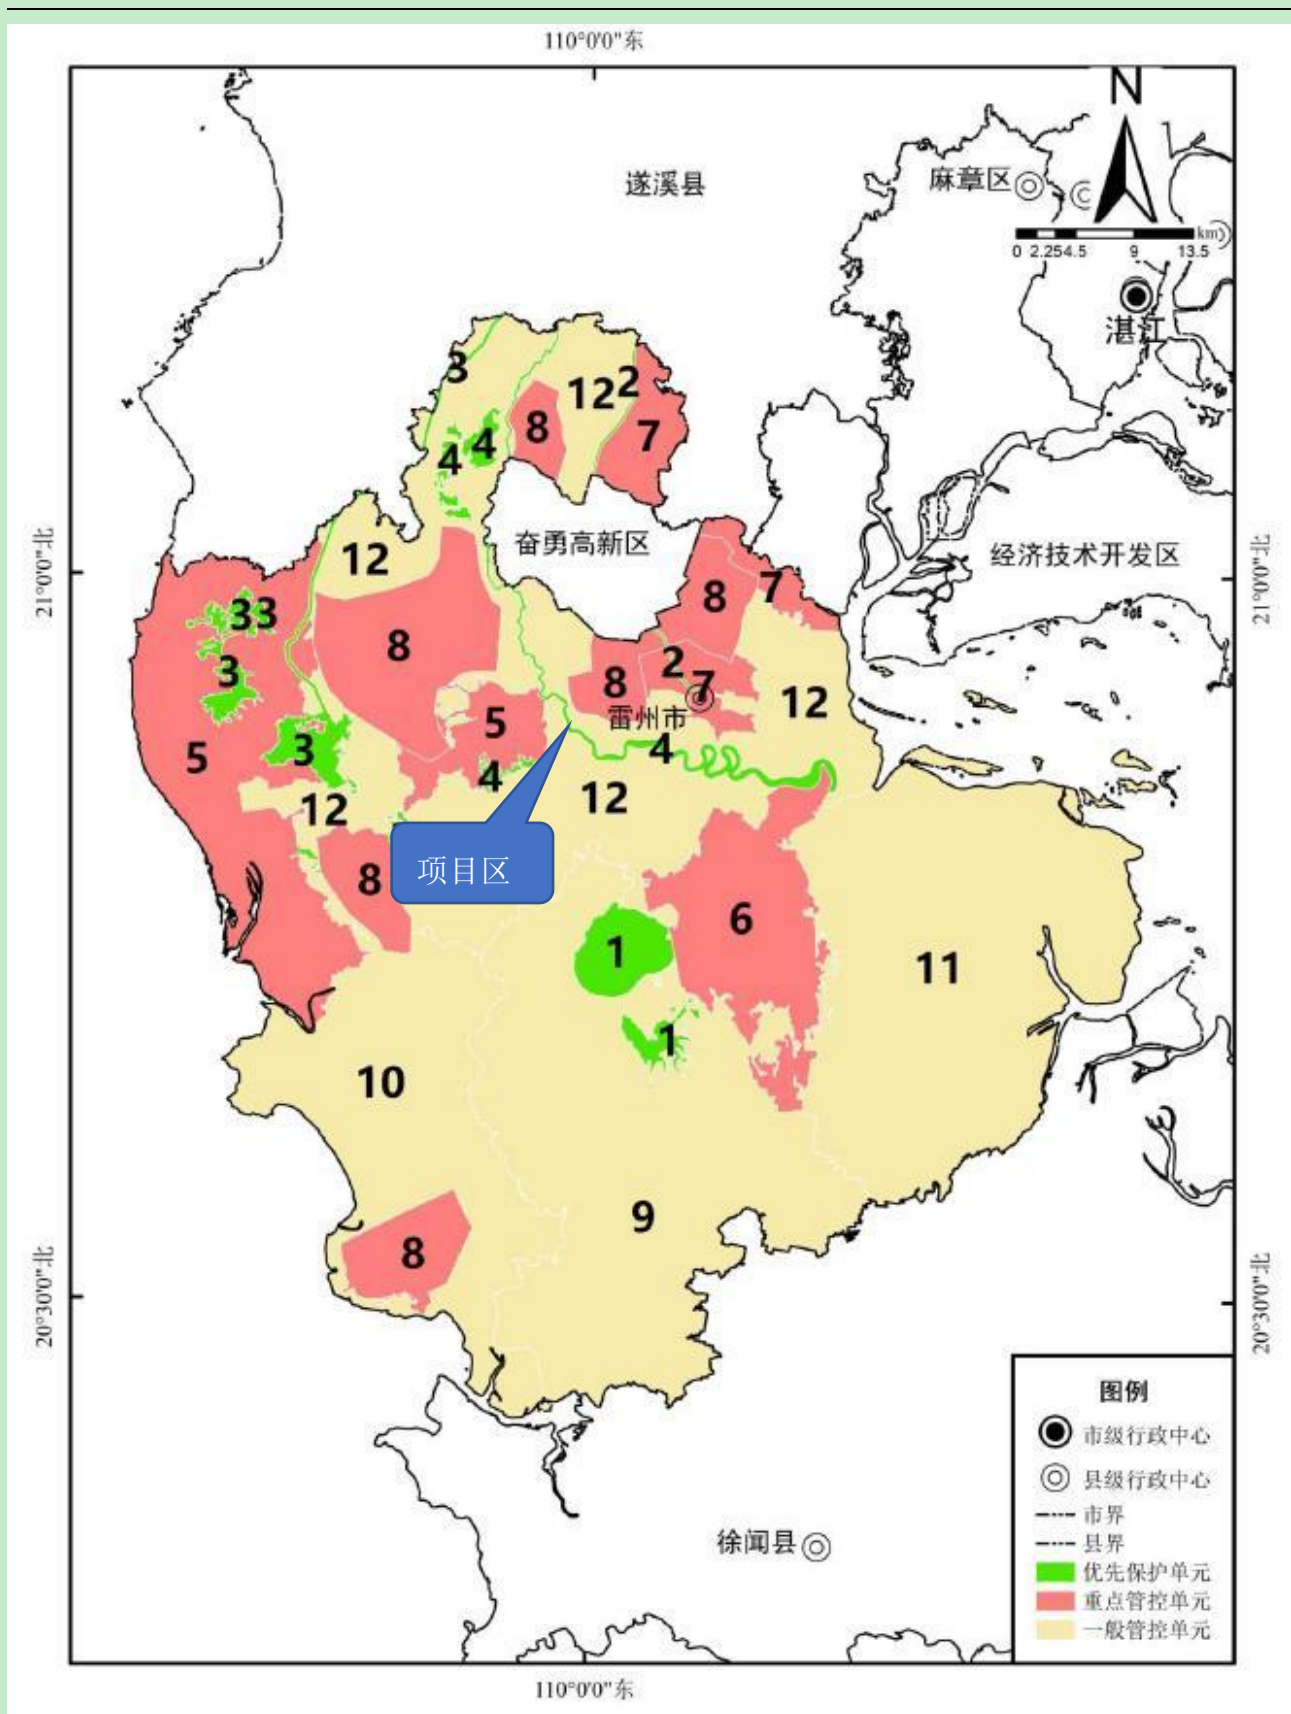 110°0'0"东
N
遂溪县
麻章区
km
0 2.25 4.5 9 13.5
湛江
3
12
2
8
7
4
4
奋勇高新区
经济技术开发区
21°0'0"北
21°0'0"北
12
8
7
3
3
8
2
3
8
7
12
5
雷州市
5
3
4
4
12
12
项目区
8
6
1
11
1
10
9
8
20°30'0"北
20°30'0"北
图例
市级行政中心
县级行政中心
市界
县界
优先保护单元
重点管控单元
一般管控单元
徐闻县
110°0'0"东